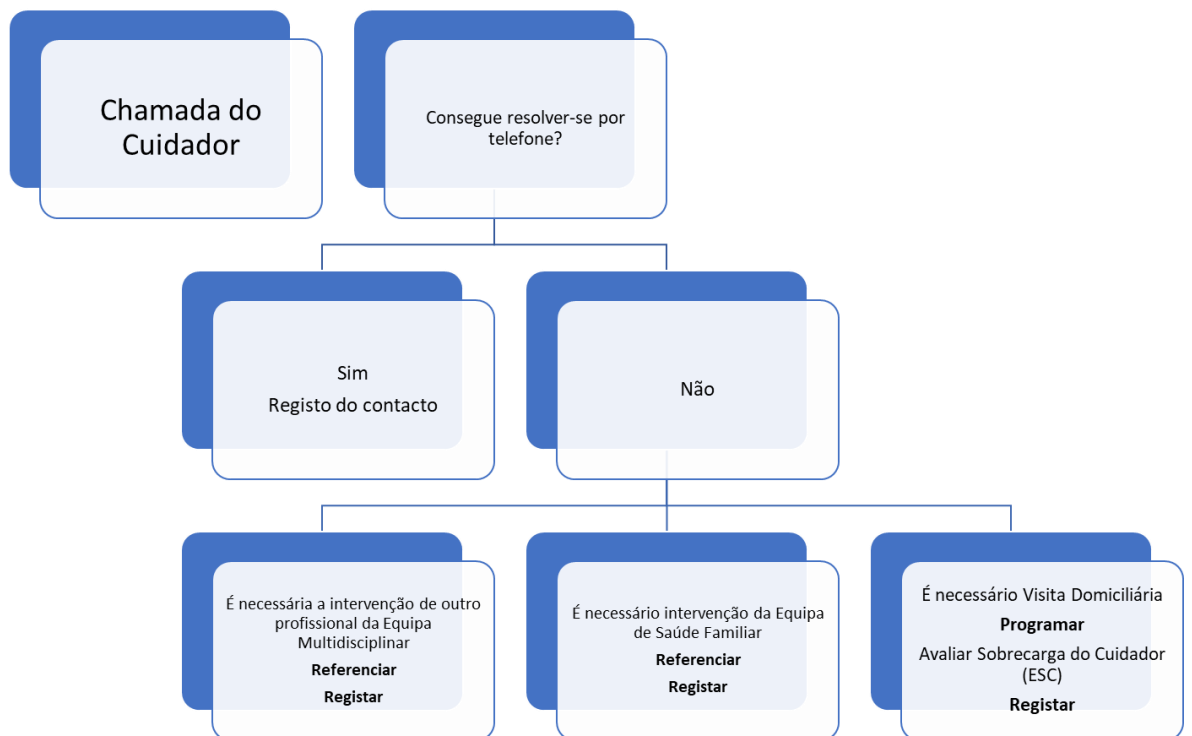 Chamada do
Cuidador
Consegue resolver-se por
telefone?
Sim
Registo do contacto
Não
É necessária a intervenção de outro
profissional da Equipa
Multidisciplinar
Referenciar
Registar
É necessário intervenção da Equipa
de Saúde Familiar
Referenciar
Registar
É necessário Visita Domiciliária
Programar
Avaliar Sobrecarga do Cuidador
(ESC)
Registar